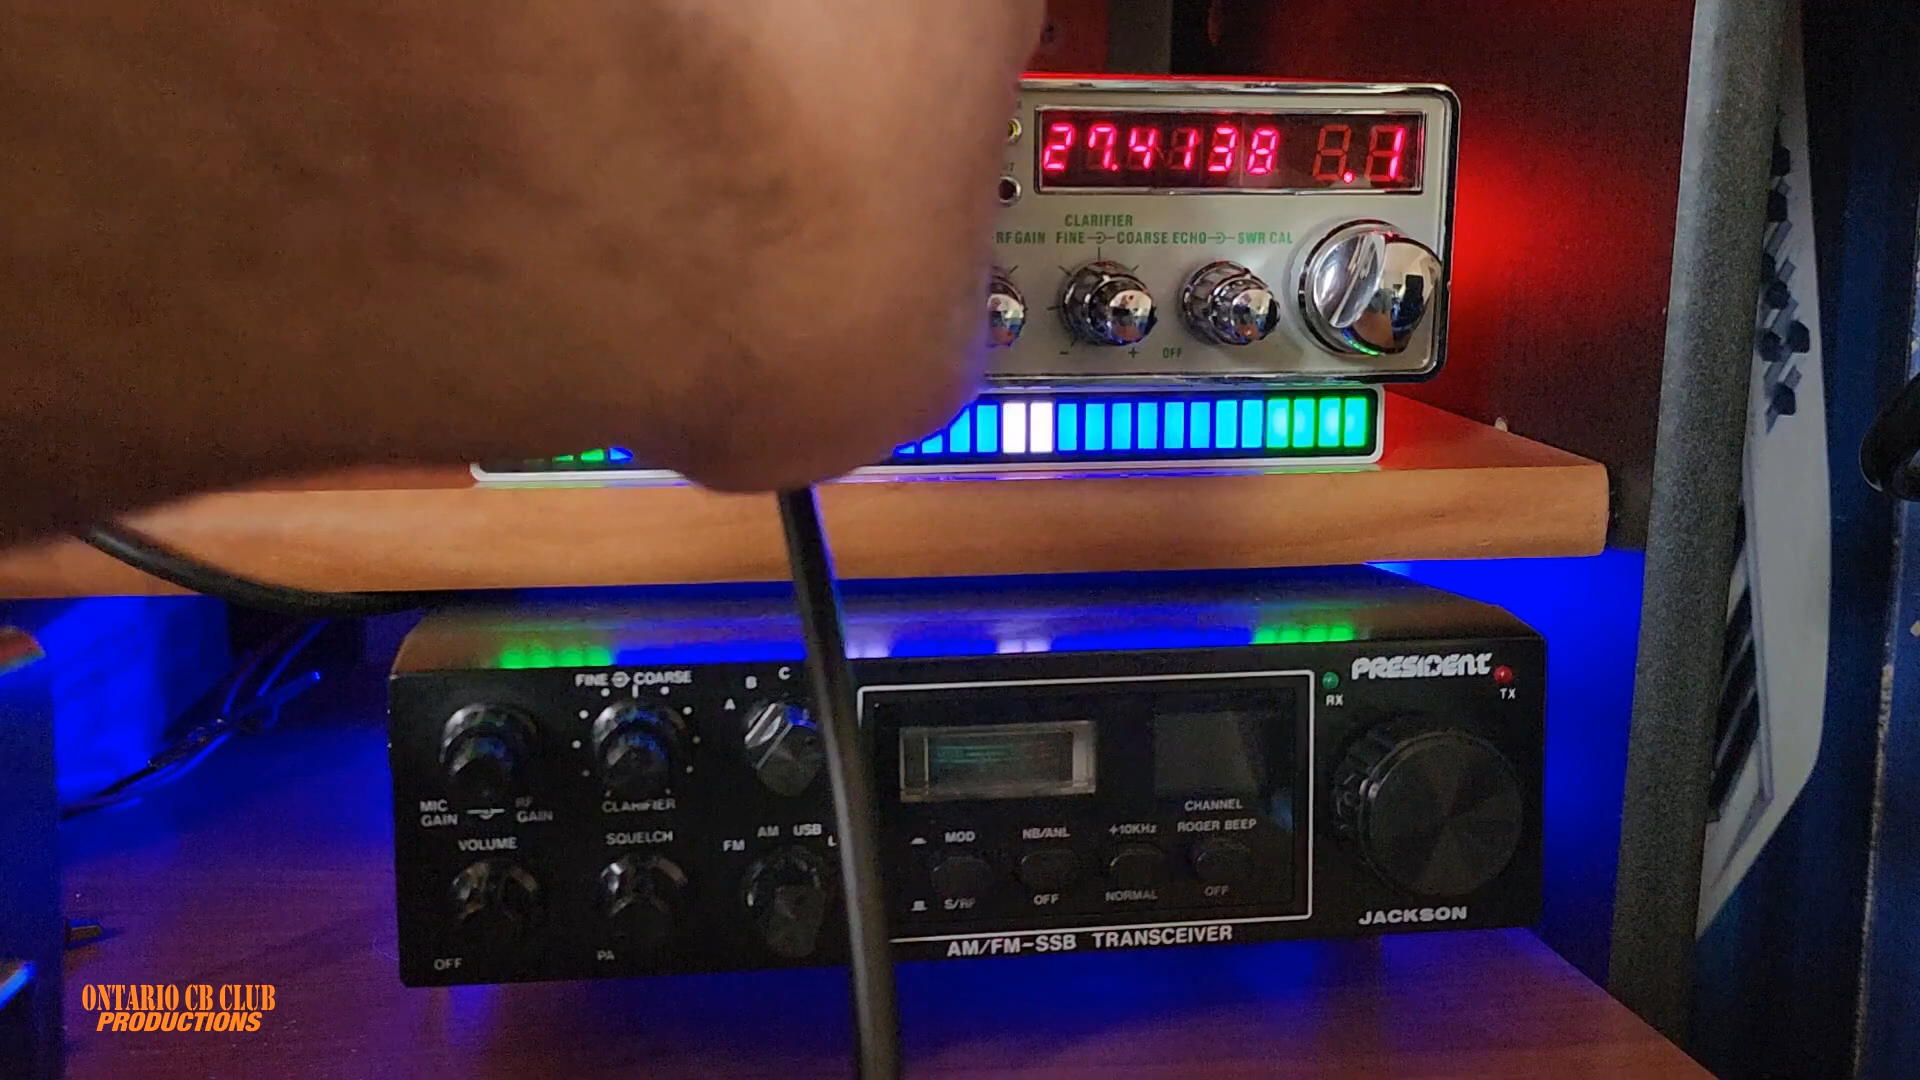 27.4138 .1
CLARIFIER
RF GAIN FINE COARSE ECHO SWR CAL
- + OFF
FINE COARSE
A B C
PRESIDENT
RX TX
MIC GAIN RF GAIN
CLARIFIER
CHANNEL
VOLUME SQUELCH
FM AM USB L
MOD NB/ANL +10KHz ROGER BEEP
S/RF OFF NORMAL OFF
OFF PA
AM/FM-SSB TRANSCEIVER
JACKSON
ONTARIO CB CLUB
PRODUCTIONS